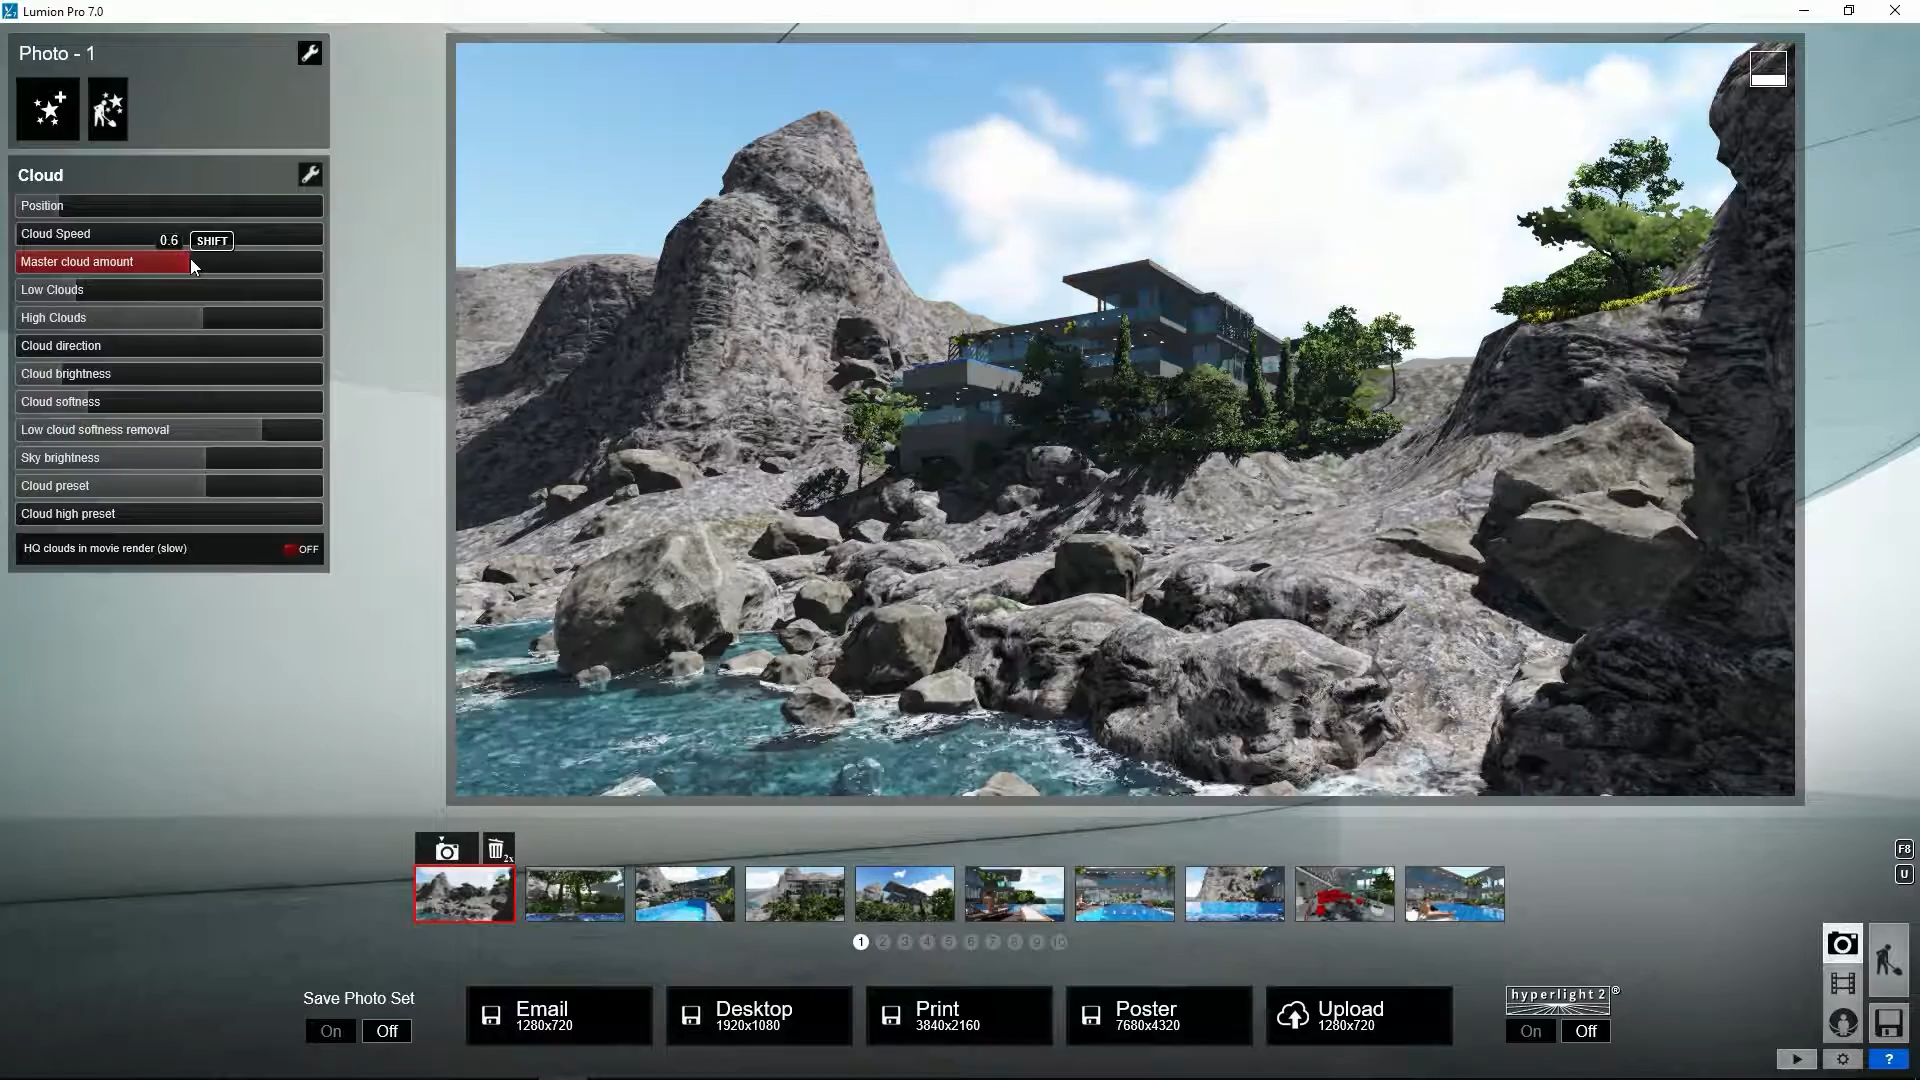 Lumion Pro 7.0
Photo - 1
Cloud
Position
Cloud Speed
0.6 SHIFT
Master cloud amount
Low Clouds
High Clouds
Cloud direction
Cloud brightness
Cloud softness
Low cloud softness removal
Sky brightness
Cloud preset
Cloud high preset
HQ clouds in movie render (slow) OFF
2x
F8
U
1 2 3 4 5 6 7 8 9 10
Save Photo Set
On Off
Email
1280x720
Desktop
1920x1080
Print
3840x2160
Poster
7680x4320
Upload
1280x720
hyperlight 2 ®
On Off
?